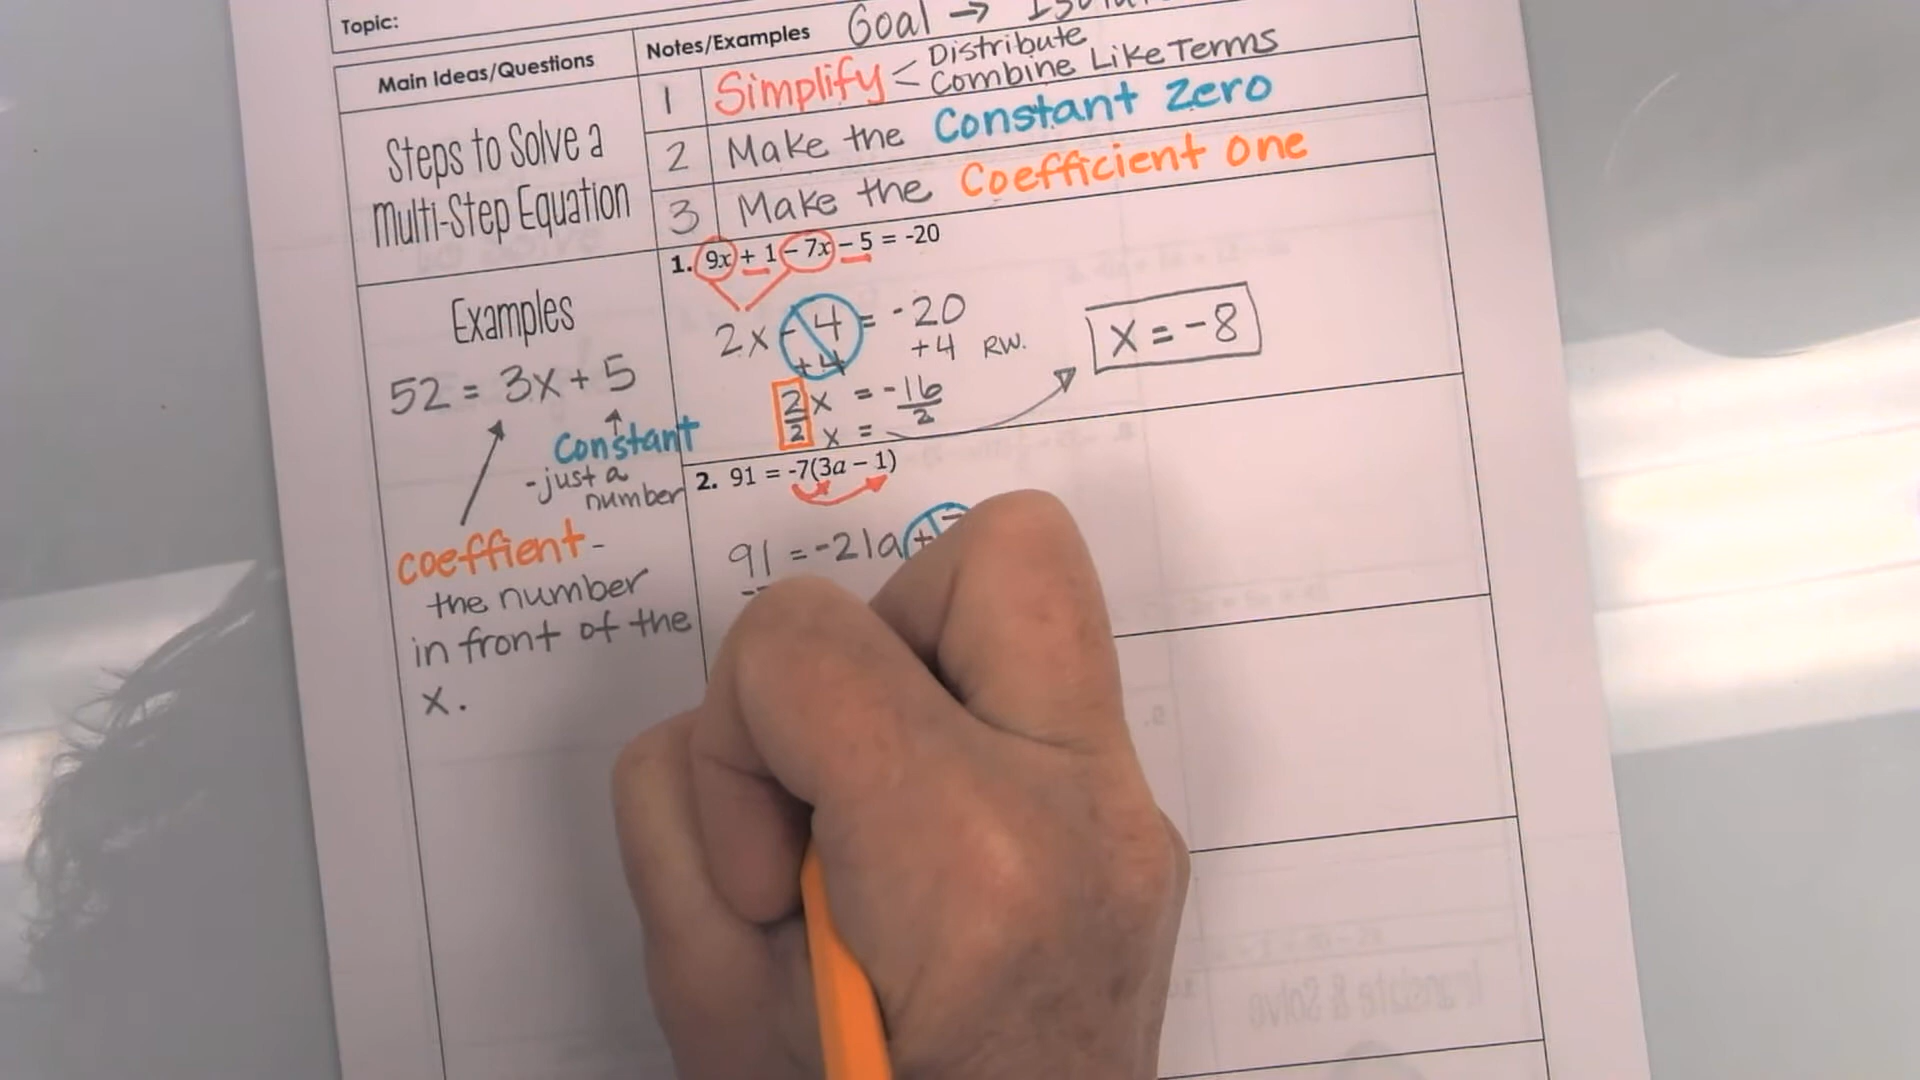 Topic:
Main Ideas/Questions
Notes/Examples Goal →
Steps to Solve a
Multi-Step Equation
1 Simplify < Distribute
Combine Like Terms
2 Make the Constant Zero
3 Make the Coefficient one
Examples
52 = 3x + 5
Constant
-just a
number
coeffient -
the number
in front of the
x.
1. 9x + 1 - 7x - 5 = -20
2x - 4 = -20
+4 +4 RW.
2/2 x = -16/2
x =
x = -8
2. 91 = -7(3a - 1)
91 = -21a +